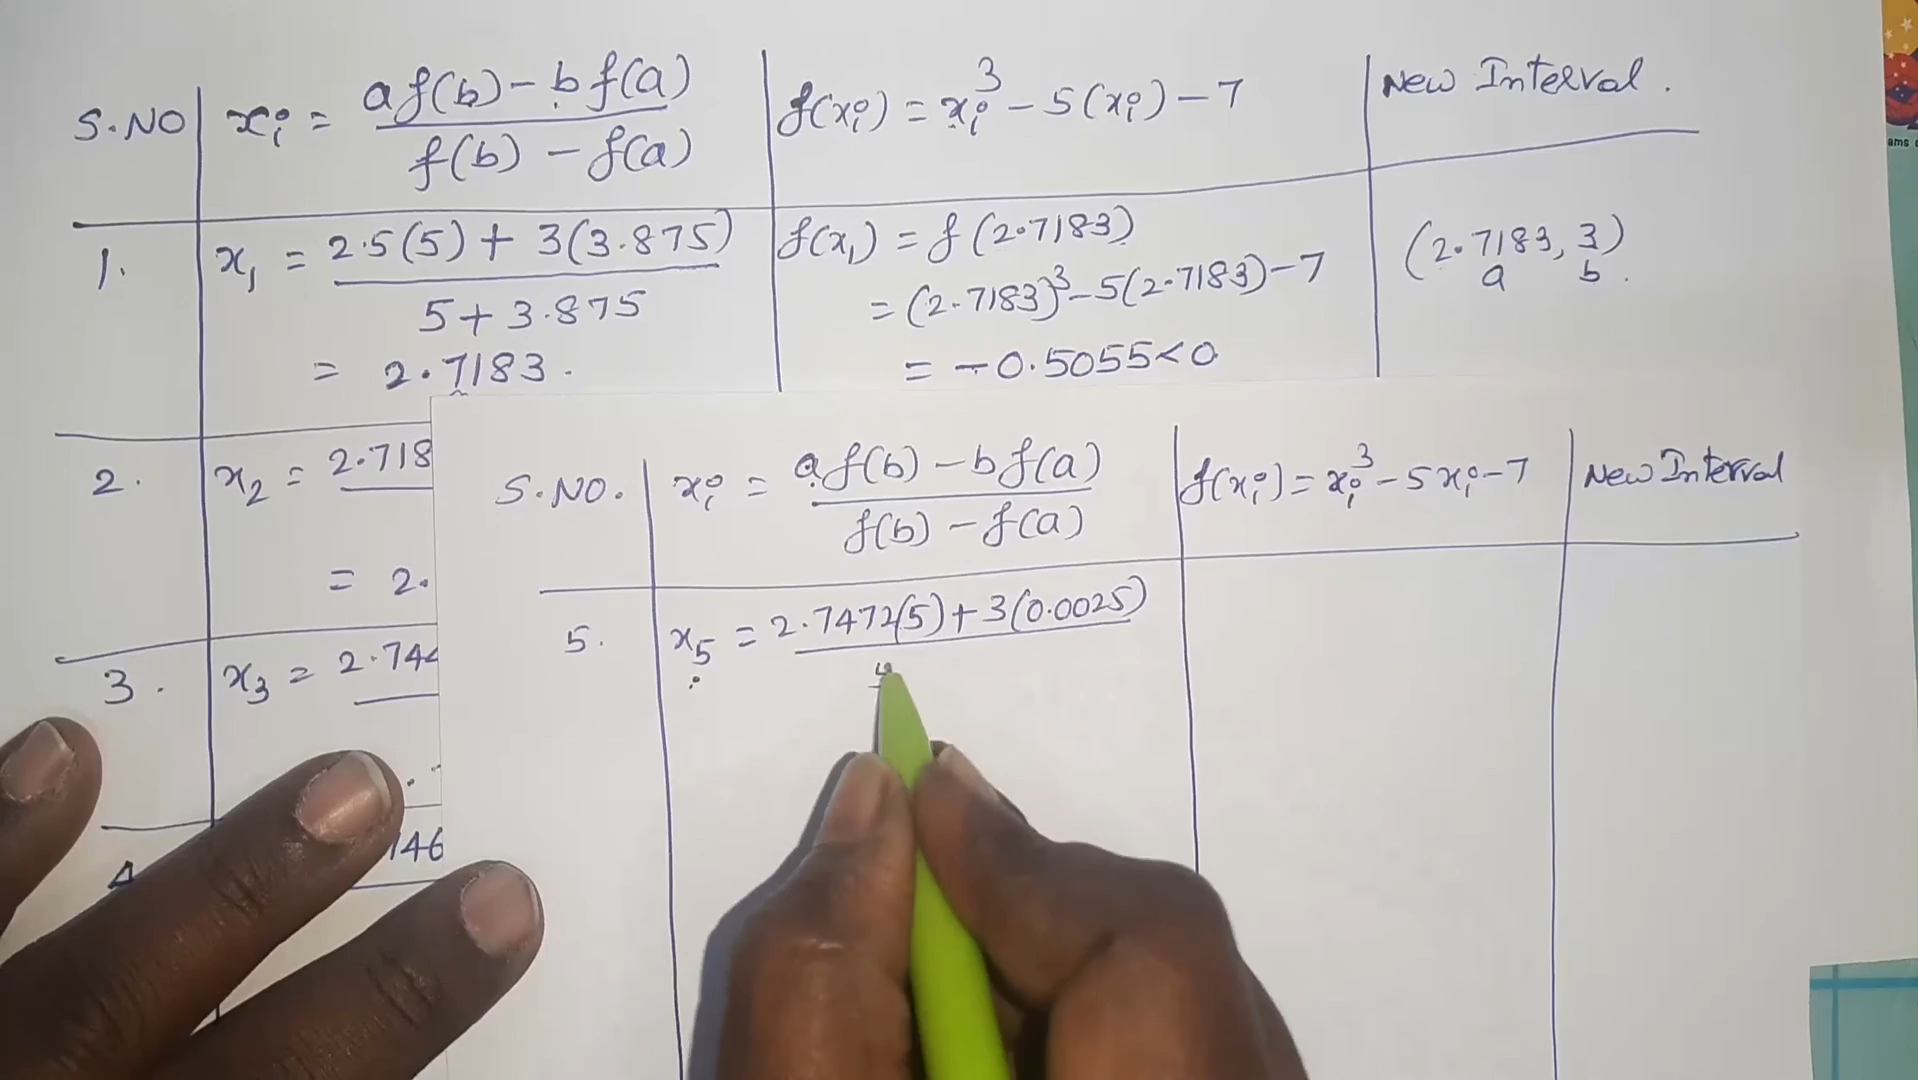 S.NO xᵢ = af(b) - bf(a) / f(b) - f(a) f(xᵢ) = xᵢ³ - 5(xᵢ) - 7 New Interval.
1. x₁ = 2.5(5) + 3(3.875) / 5 + 3.875 f(x₁) = f(2.7183) (2.7183, 3)
= (2.7183)³ - 5(2.7183) - 7 a b.
= 2.7183. = -0.5055 < 0
2. x₂ = 2.718
= 2.
3. x₃ = 2.74
4 146
S.NO. xᵢ = af(b) - bf(a) / f(b) - f(a) f(xᵢ) = xᵢ³ - 5xᵢ - 7 New Interval
5. x₅ = 2.7472(5) + 3(0.0025)
ams